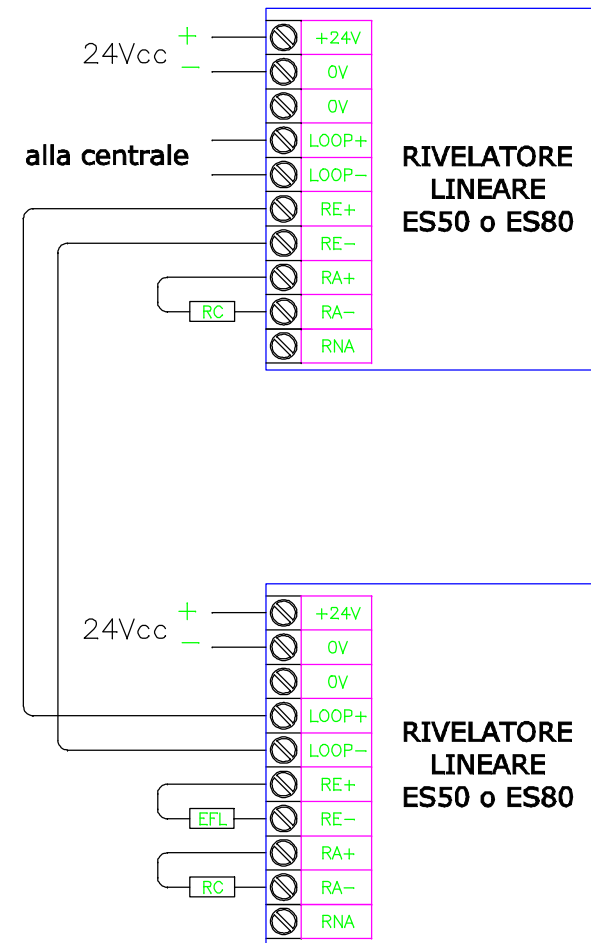 +
24Vcc
−
+24V
0V
0V
alla centrale
LOOP+
LOOP−
RE+
RE−
RA+
RC
RA−
RNA
RIVELATORE
LINEARE
ES50 o ES80
+
24Vcc
−
+24V
0V
0V
LOOP+
LOOP−
RE+
EFL
RE−
RA+
RC
RA−
RNA
RIVELATORE
LINEARE
ES50 o ES80